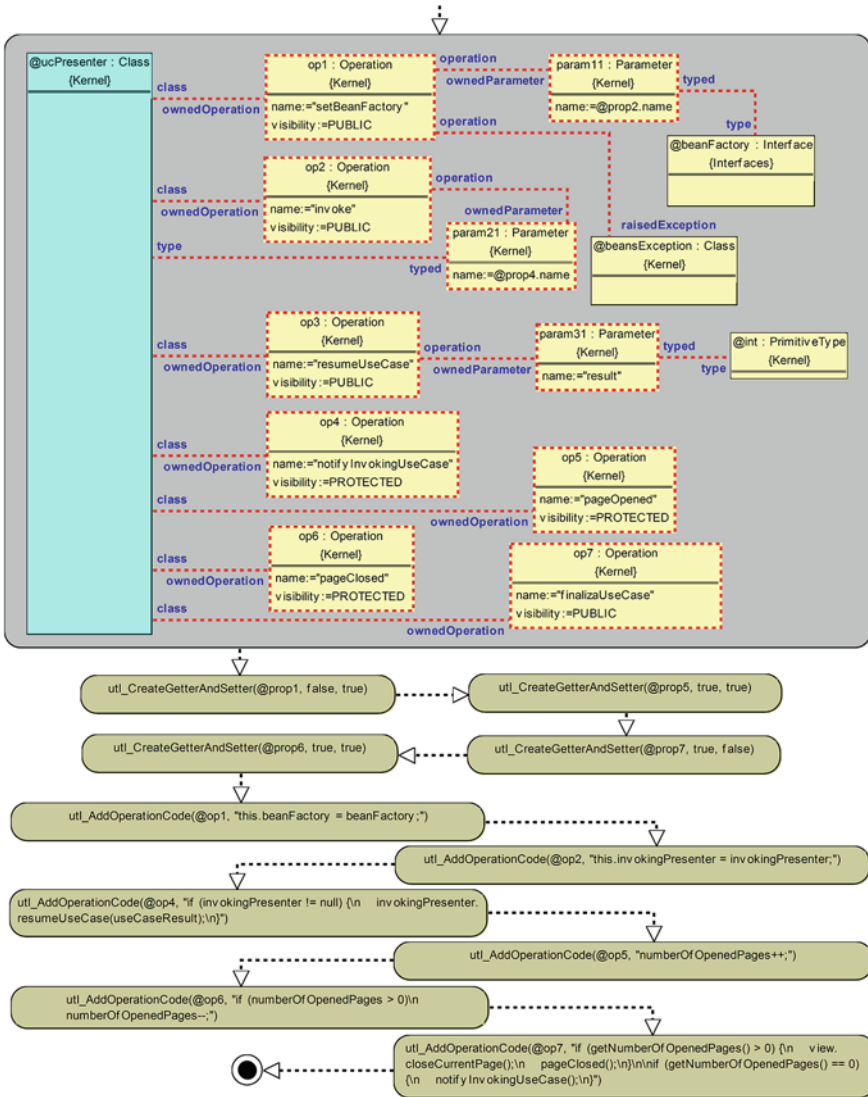 @ucPresenter : Class
{Kernel}
class
ownedOperation
op1 : Operation
{Kernel}
name:="setBeanFactory"
visibility:=PUBLIC
operation
ownedParameter
param11 : Parameter
{Kernel}
name:=@prop2.name
typed
type
@beanFactory : Interface
{Interfaces}
operation
raisedException
@beansException : Class
{Kernel}
class
ownedOperation
op2 : Operation
{Kernel}
name:="invoke"
visibility:=PUBLIC
operation
ownedParameter
type
typed
param21 : Parameter
{Kernel}
name:=@prop4.name
class
ownedOperation
op3 : Operation
{Kernel}
name:="resumeUseCase"
visibility:=PUBLIC
operation
ownedParameter
param31 : Parameter
{Kernel}
name:="result"
typed
type
@int : PrimitiveType
{Kernel}
class
ownedOperation
op4 : Operation
{Kernel}
name:="notifyInvokingUseCase"
visibility:=PROTECTED
class
ownedOperation
op5 : Operation
{Kernel}
name:="pageOpened"
visibility:=PROTECTED
class
ownedOperation
op6 : Operation
{Kernel}
name:="pageClosed"
visibility:=PROTECTED
class
ownedOperation
op7 : Operation
{Kernel}
name:="finalizaUseCase"
visibility:=PUBLIC
utl_CreateGetterAndSetter(@prop1, false, true)
utl_CreateGetterAndSetter(@prop5, true, true)
utl_CreateGetterAndSetter(@prop6, true, true)
utl_CreateGetterAndSetter(@prop7, true, false)
utl_AddOperationCode(@op1, "this.beanFactory = beanFactory;")
utl_AddOperationCode(@op2, "this.invokingPresenter = invokingPresenter;")
utl_AddOperationCode(@op4, "if (invokingPresenter != null) {\n invokingPresenter.
resumeUseCase(useCaseResult);\n}")
utl_AddOperationCode(@op5, "numberOfOpenedPages++;")
utl_AddOperationCode(@op6, "if (numberOfOpenedPages > 0)\n
numberOfOpenedPages--;")
utl_AddOperationCode(@op7, "if (getNumberOfOpenedPages() > 0) {\n view.
closeCurrentPage();\n pageClosed();\n}\n\nif (getNumberOfOpenedPages() == 0)
{\n notifyInvokingUseCase();\n}")